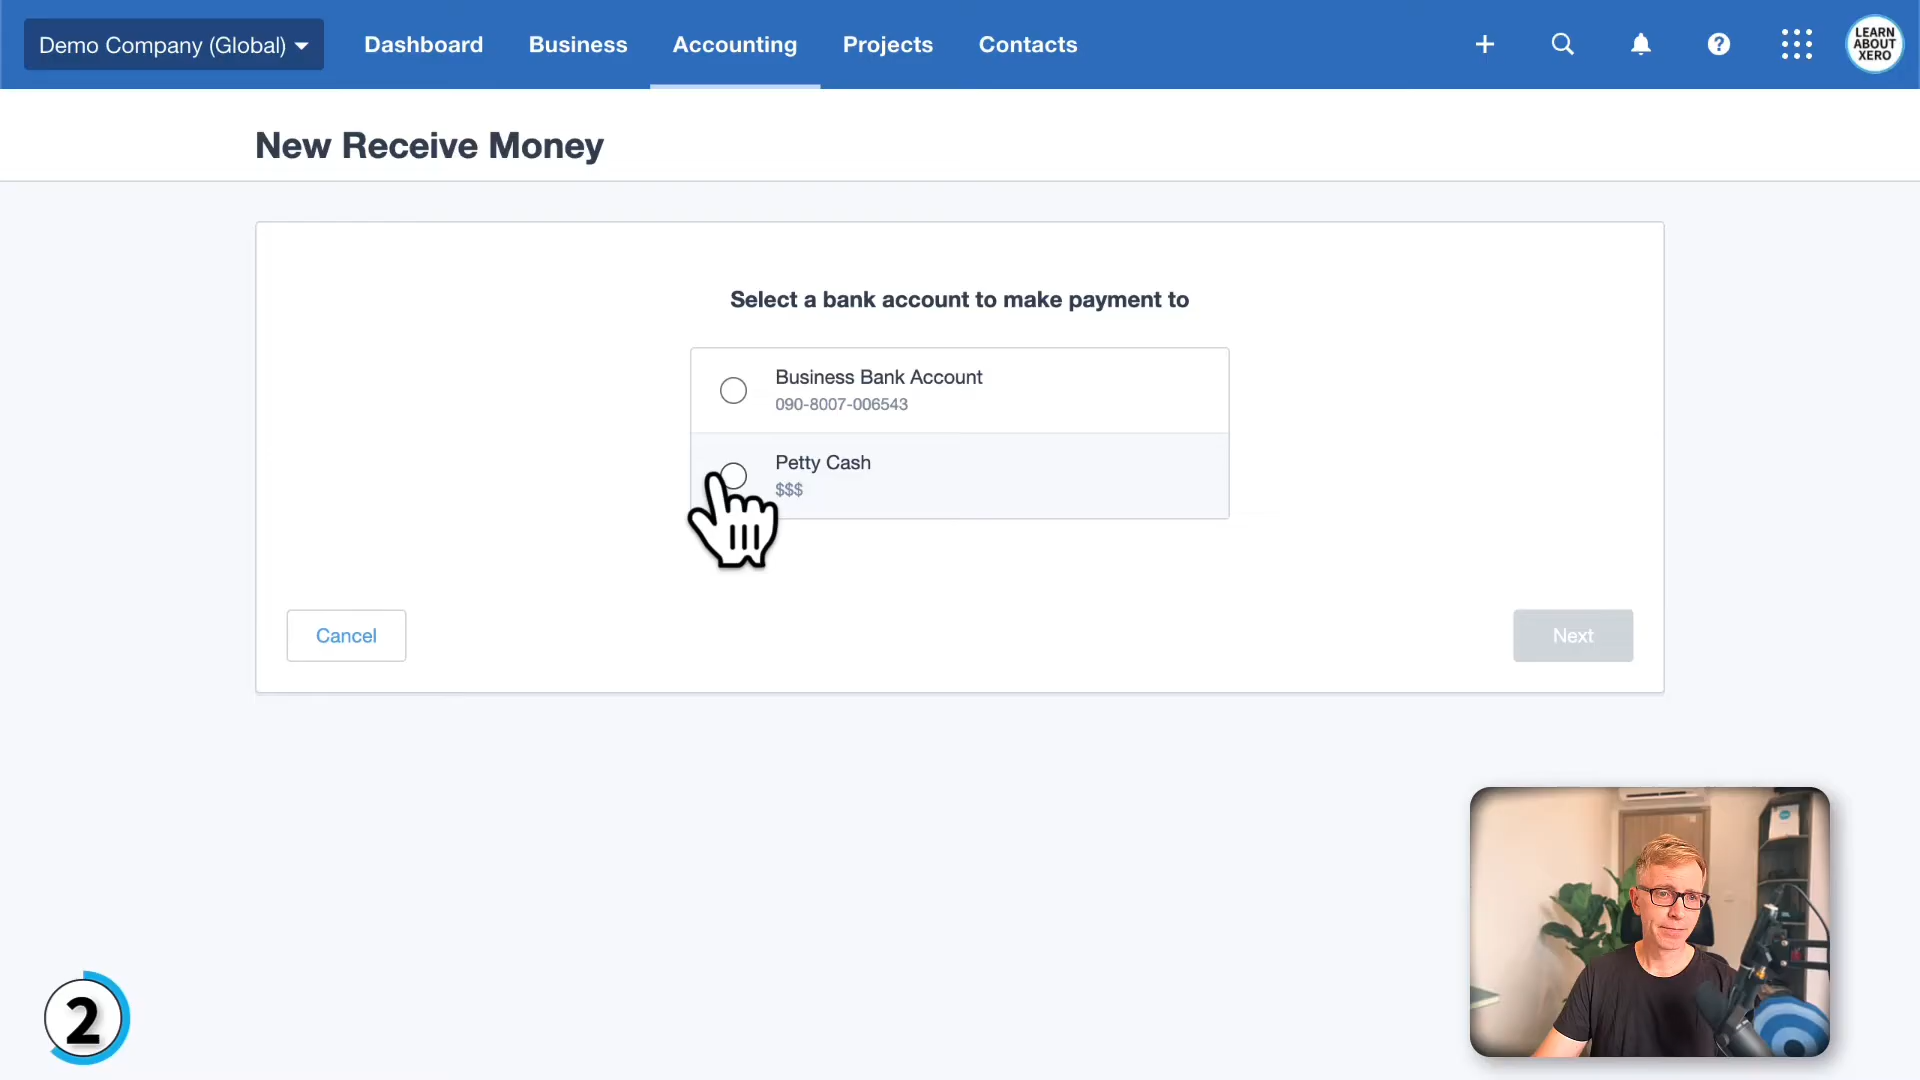 Demo Company (Global)
Dashboard
Business
Accounting
Projects
Contacts
LEARN
ABOUT
XERO
New Receive Money
Select a bank account to make payment to
Business Bank Account
090-8007-006543
Petty Cash
$$$
Cancel
Next
2